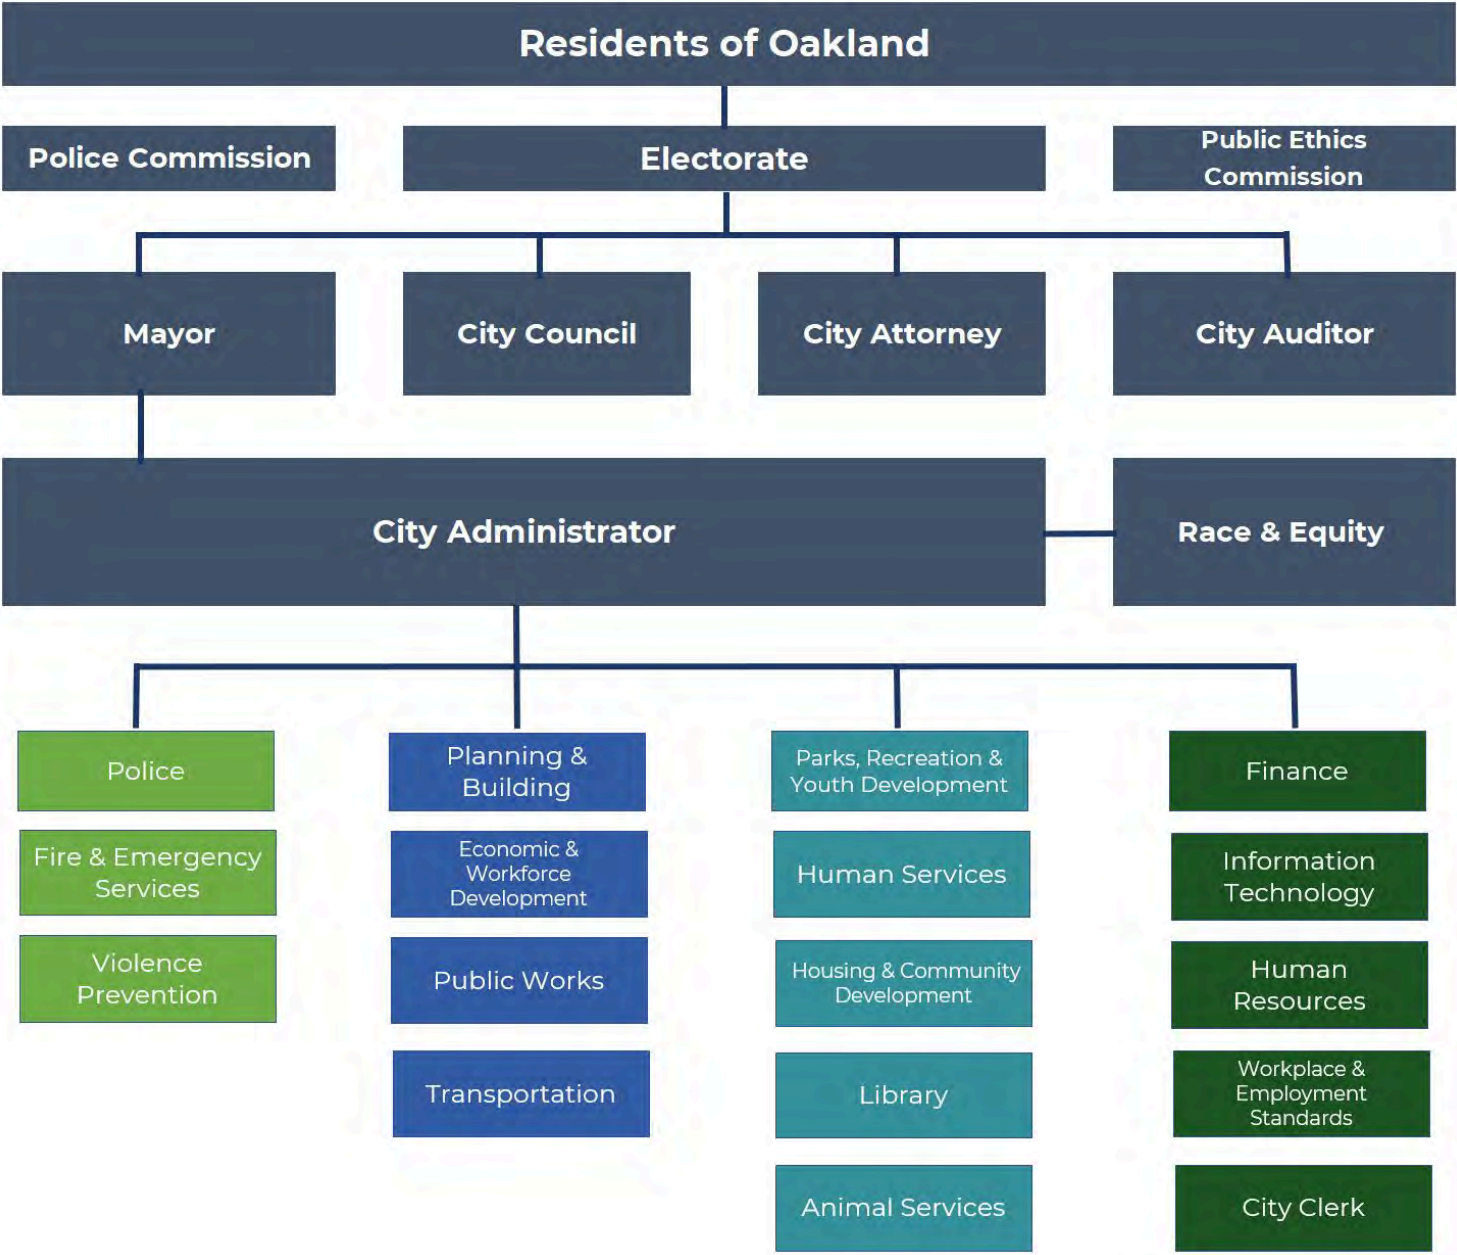 Residents of Oakland
Police Commission
Electorate
Public Ethics
Commission
Mayor
City Council
City Attorney
City Auditor
City Administrator
Race & Equity
Police
Fire & Emergency
Services
Violence
Prevention
Planning &
Building
Economic &
Workforce
Development
Public Works
Transportation
Parks, Recreation &
Youth Development
Human Services
Housing & Community
Development
Library
Animal Services
Finance
Information
Technology
Human
Resources
Workplace &
Employment
Standards
City Clerk